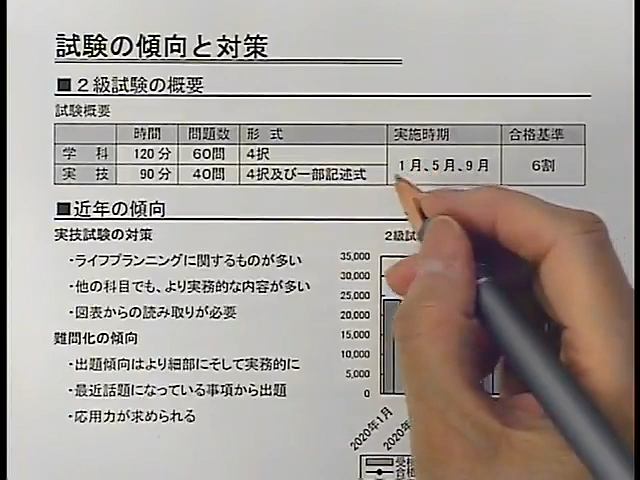 試験の傾向と対策
■2級試験の概要
試験概要
時間 問題数 形 式 実施時期 合格基準
学 科 120分 60問 4択 1月、5月、9月 6割
実 技 90分 40問 4択及び一部記述式
■近年の傾向
実技試験の対策
・ライフプランニングに関するものが多い
・他の科目でも、より実務的な内容が多い
・図表からの読み取りが必要
難問化の傾向
・出題傾向はより細部にそして実務的に
・最近話題になっている事項から出題
・応用力が求められる
2級試
35,000
30,000
25,000
20,000
15,000
10,000
5,000
0
2020年1月
2020年
受
合格